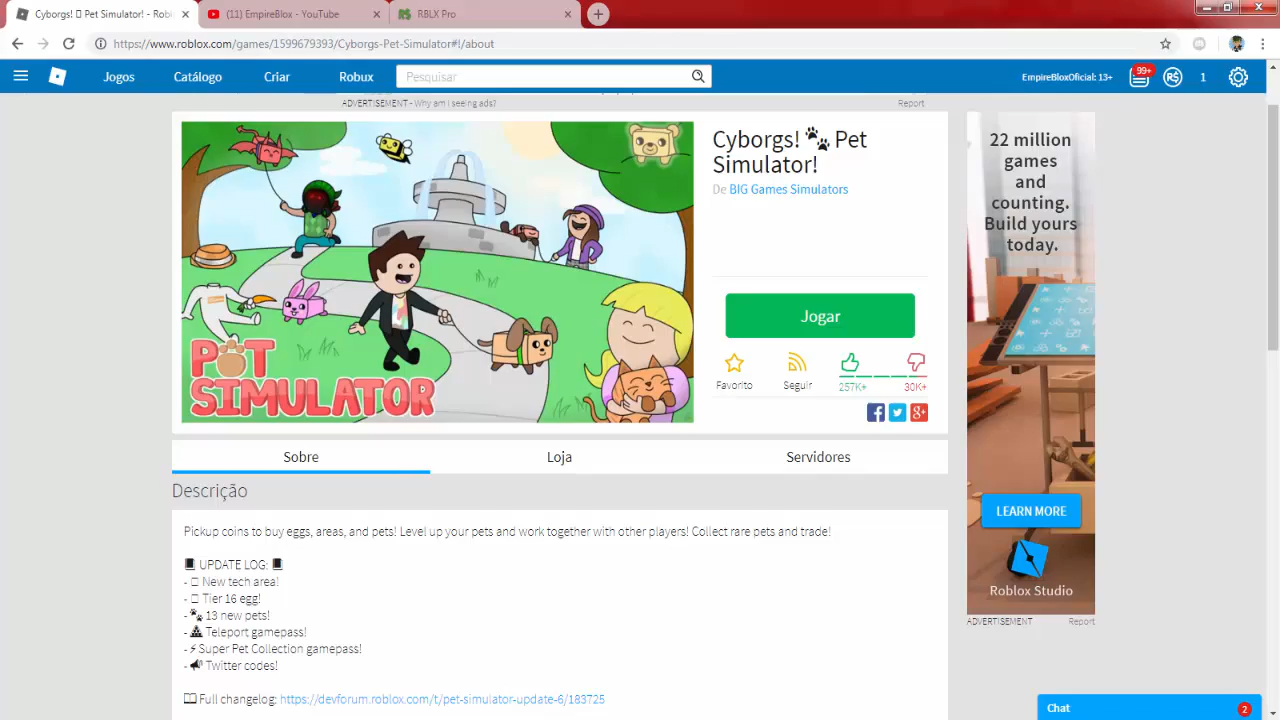 Cyborgs! 🐾 Pet Simulator! - Robl
(11) EmpireBlox - YouTube
RBLX Pro
https://www.roblox.com/games/1599679393/Cyborgs-Pet-Simulator#!/about
Jogos
Catálogo
Criar
Robux
Pesquisar
EmpireBloxOficial: 13+
99+
R$
1
ADVERTISEMENT - Why am I seeing ads?
Report
PET
SIMULATOR
Cyborgs! 🐾 Pet
Simulator!
De BIG Games Simulators
Jogar
Favorito
Seguir
257K+
30K+
22 million
games
and
counting.
Build yours
today.
LEARN MORE
Roblox Studio
ADVERTISEMENT
Report
Sobre
Loja
Servidores
Descrição
Pickup coins to buy eggs, areas, and pets! Level up your pets and work together with other players! Collect rare pets and trade!
UPDATE LOG:
- New tech area!
- Tier 16 egg!
- 🐾 13 new pets!
- Teleport gamepass!
- ⚡Super Pet Collection gamepass!
- Twitter codes!
Full changelog: https://devforum.roblox.com/t/pet-simulator-update-6/183725
Chat
2